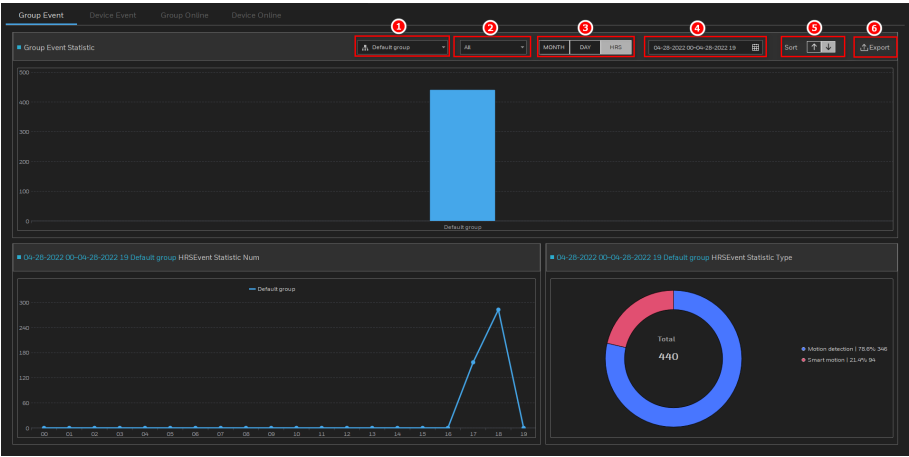 Group Event Device Event Group Online Device Online
1 2 3 4 5 6
Group Event Statistic Default group All MONTH DAY HRS 04-28-2022 00-04-28-2022 19 Sort Export
500
400
300
200
100
0
Default group
04-28-2022 00-04-28-2022 19 Default group HRSEvent Statistic Num
Default group
300
240
180
120
60
0
00 01 02 03 04 05 06 07 08 09 10 11 12 13 14 15 16 17 18 19
04-28-2022 00-04-28-2022 19 Default group HRSEvent Statistic Type
Total
440
Motion detection | 78.6% 346
Smart motion | 21.4% 94